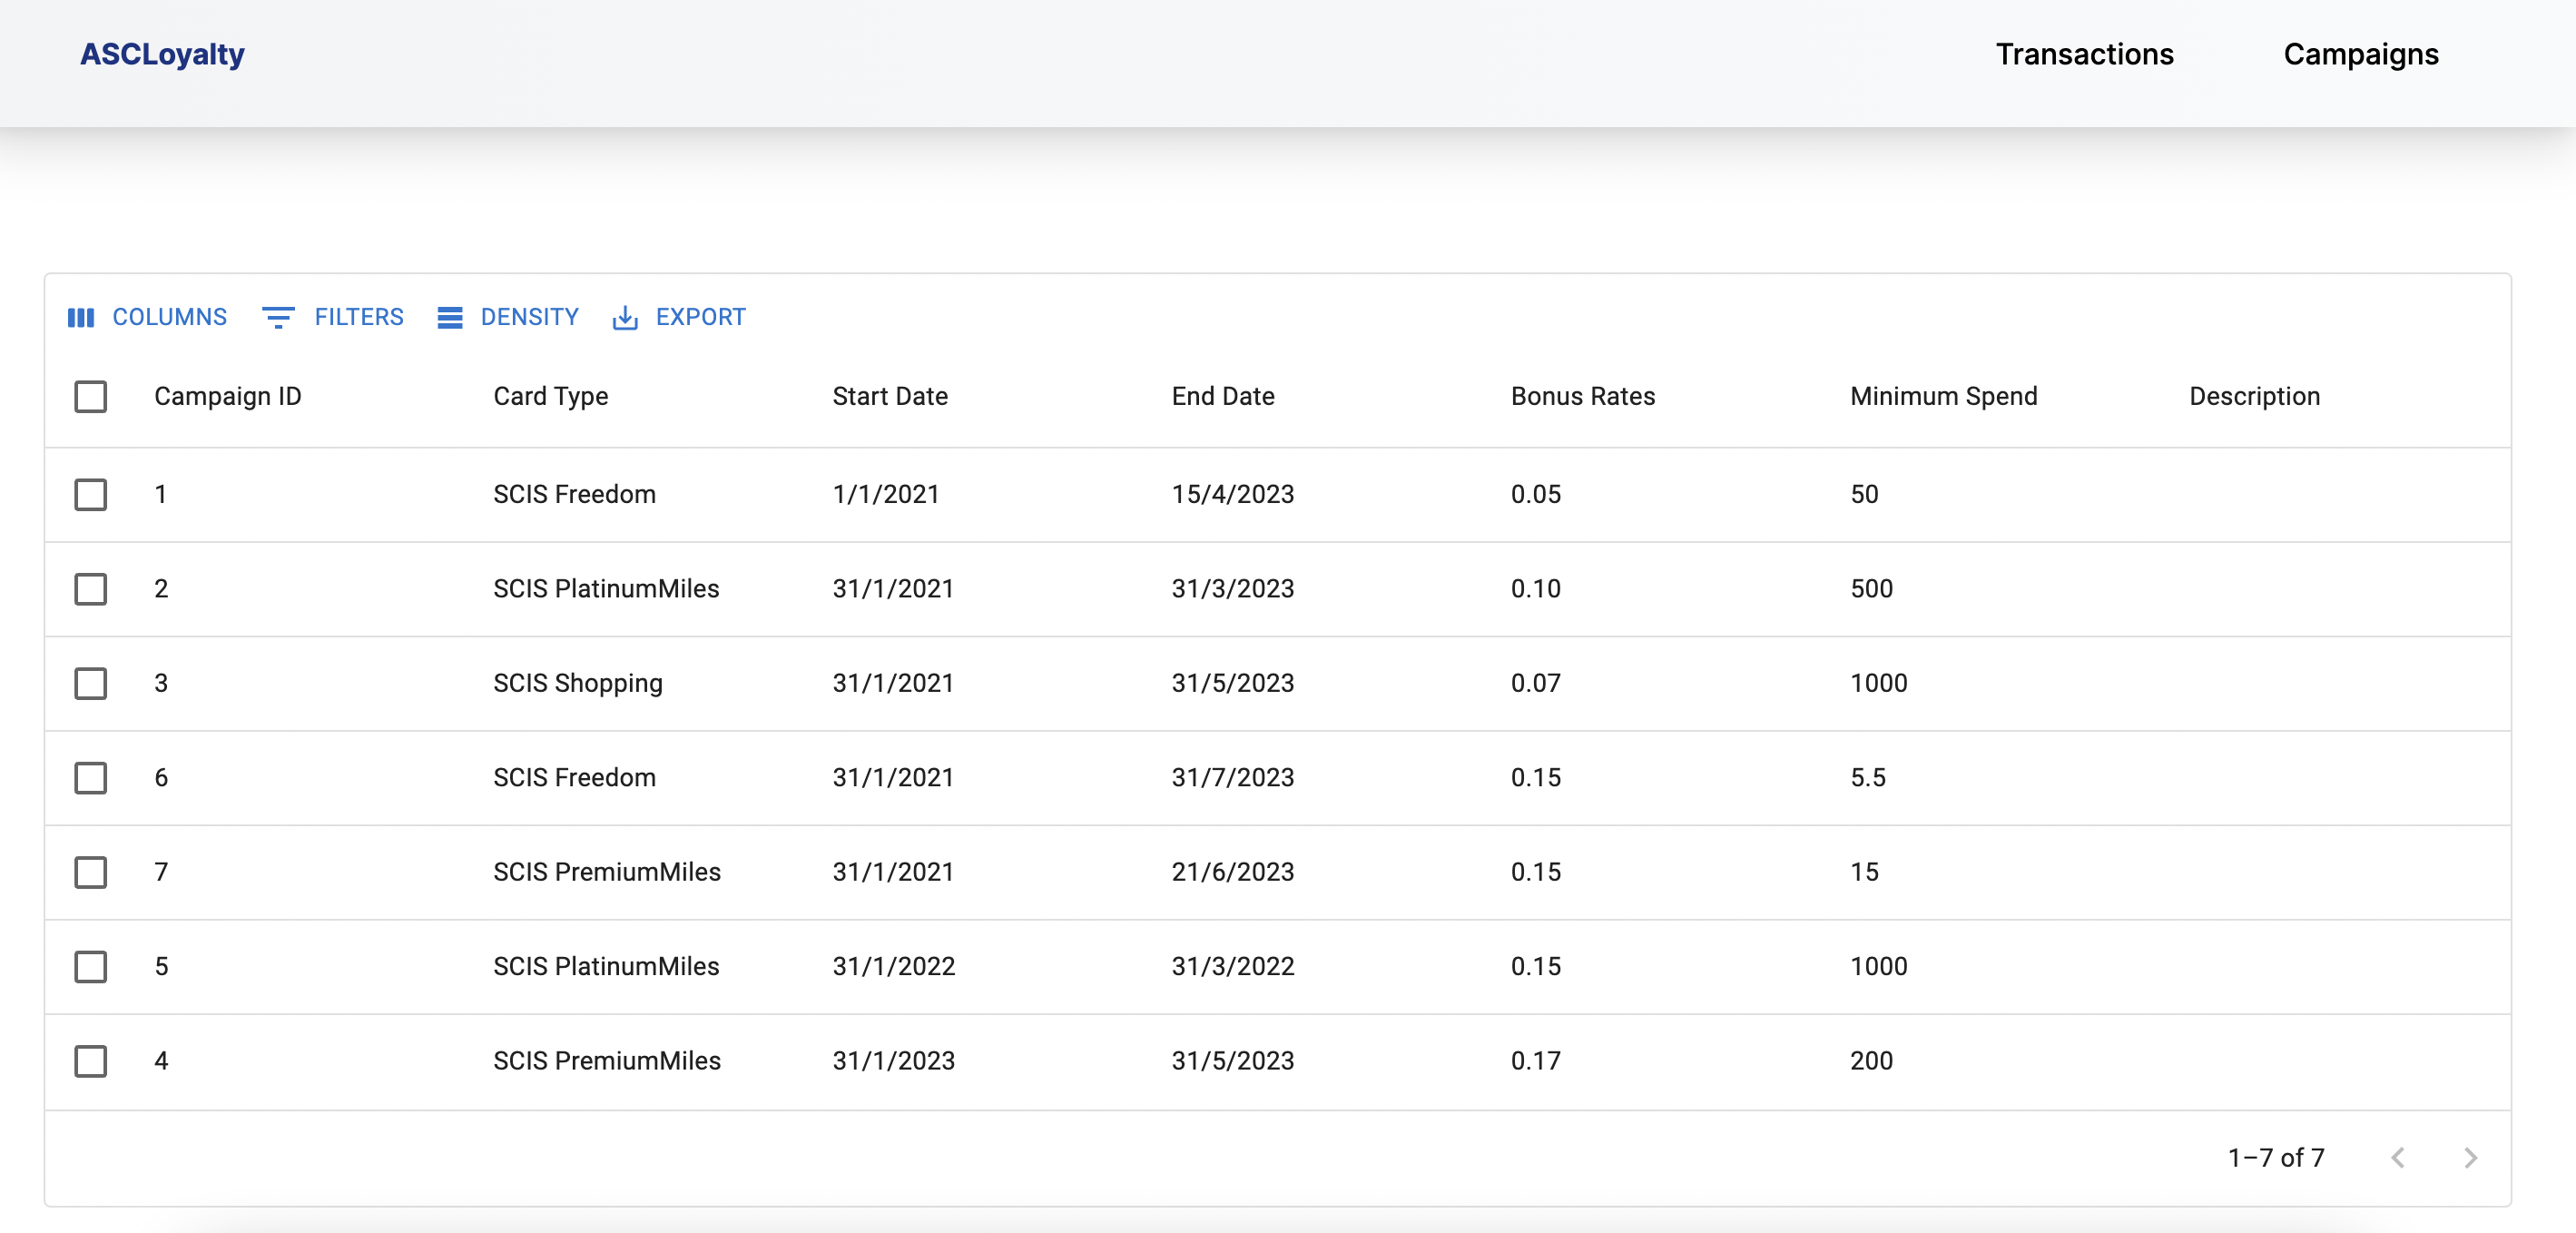 ASCLoyalty Transactions Campaigns
COLUMNS FILTERS DENSITY EXPORT
Campaign ID Card Type Start Date End Date Bonus Rates Minimum Spend Description
1 SCIS Freedom 1/1/2021 15/4/2023 0.05 50
2 SCIS PlatinumMiles 31/1/2021 31/3/2023 0.10 500
3 SCIS Shopping 31/1/2021 31/5/2023 0.07 1000
6 SCIS Freedom 31/1/2021 31/7/2023 0.15 5.5
7 SCIS PremiumMiles 31/1/2021 21/6/2023 0.15 15
5 SCIS PlatinumMiles 31/1/2022 31/3/2022 0.15 1000
4 SCIS PremiumMiles 31/1/2023 31/5/2023 0.17 200
1–7 of 7